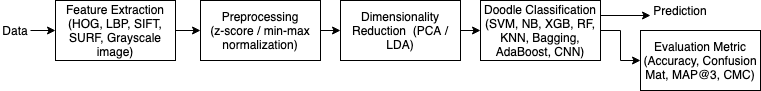 Data
Feature Extraction
(HOG, LBP, SIFT,
SURF, Grayscale
image)
Preprocessing
(z-score / min-max
normalization)
Dimensionality
Reduction (PCA /
LDA)
Doodle Classification
(SVM, NB, XGB, RF,
KNN, Bagging,
AdaBoost, CNN)
Prediction
Evaluation Metric
(Accuracy, Confusion
Mat, MAP@3, CMC)